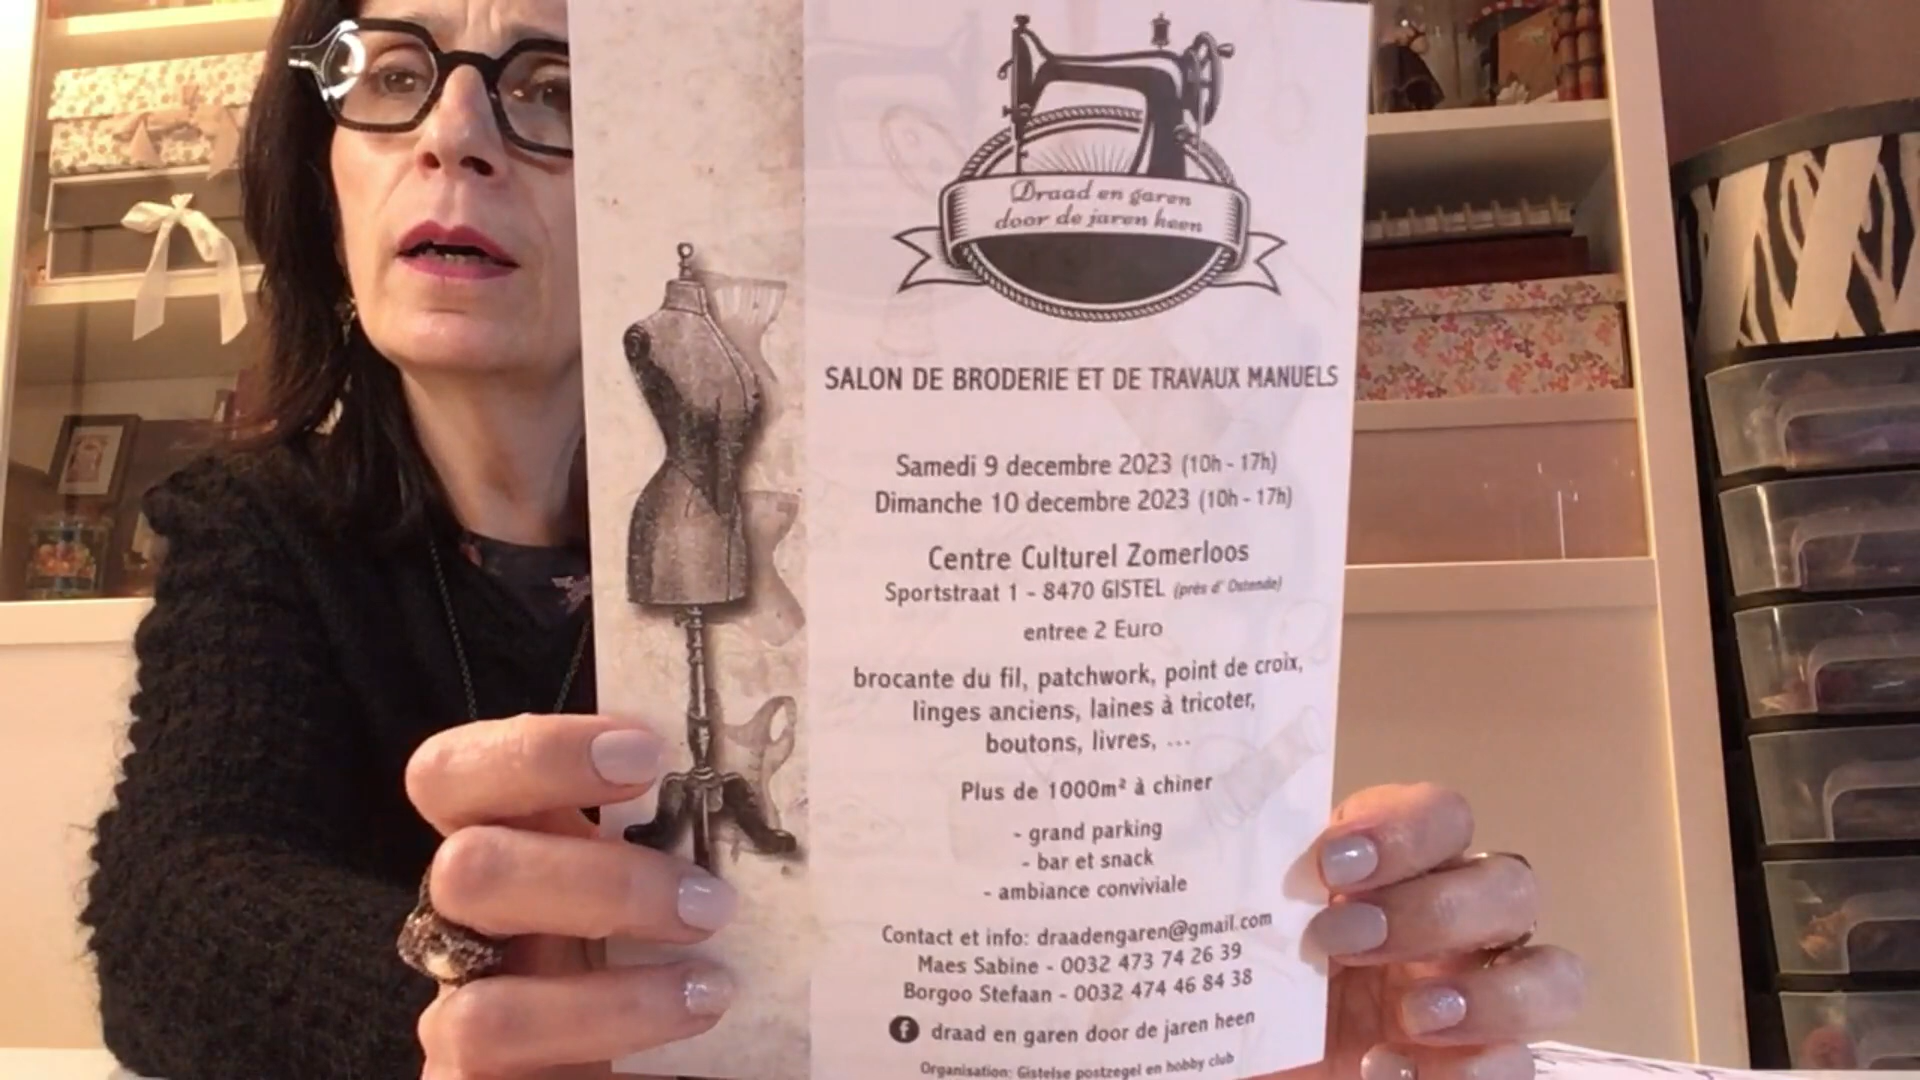 Draad en garen
door de jaren heen
SALON DE BRODERIE ET DE TRAVAUX MANUELS
Samedi 9 decembre 2023 (10h - 17h)
Dimanche 10 decembre 2023 (10h - 17h)
Centre Culturel Zomerloos
Sportstraat 1 - 8470 GISTEL (près d' Ostende)
entree 2 Euro
brocante du fil, patchwork, point de croix,
linges anciens, laines à tricoter,
boutons, livres, ...
Plus de 1000m² à chiner
- grand parking
- bar et snack
- ambiance conviviale
Contact et info: draadengaren@gmail.com
Maes Sabine - 0032 473 74 26 39
Borgoo Stefaan - 0032 474 46 84 38
f draad en garen door de jaren heen
Organisation: Gistelse postzegel en hobby club